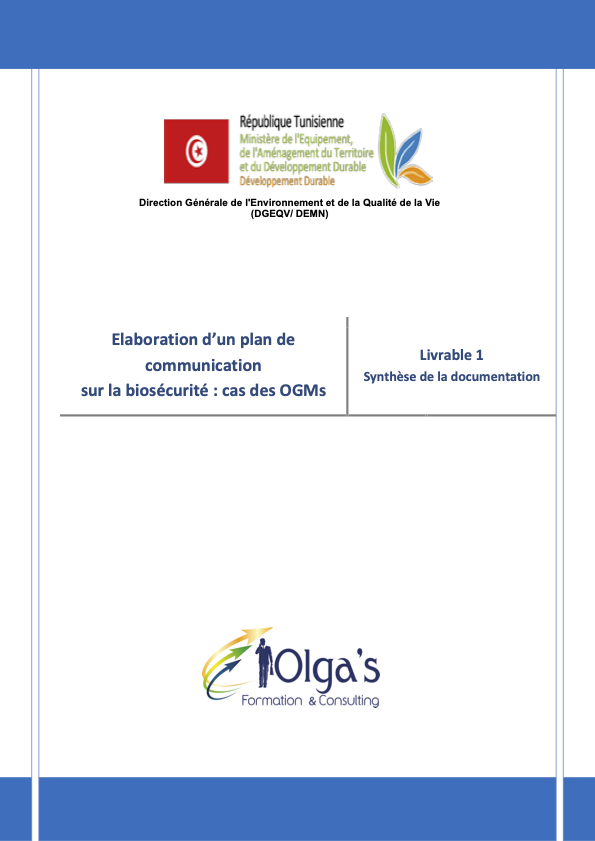 République Tunisienne
Ministère de l'Equipement,
de l'Aménagement du Territoire
et du Développement Durable
Développement Durable
Direction Générale de l'Environnement et de la Qualité de la Vie
(DGEQV/ DEMN)
Elaboration d’un plan de
communication
sur la biosécurité : cas des OGMs
Livrable 1
Synthèse de la documentation
Olga's
Formation & Consulting